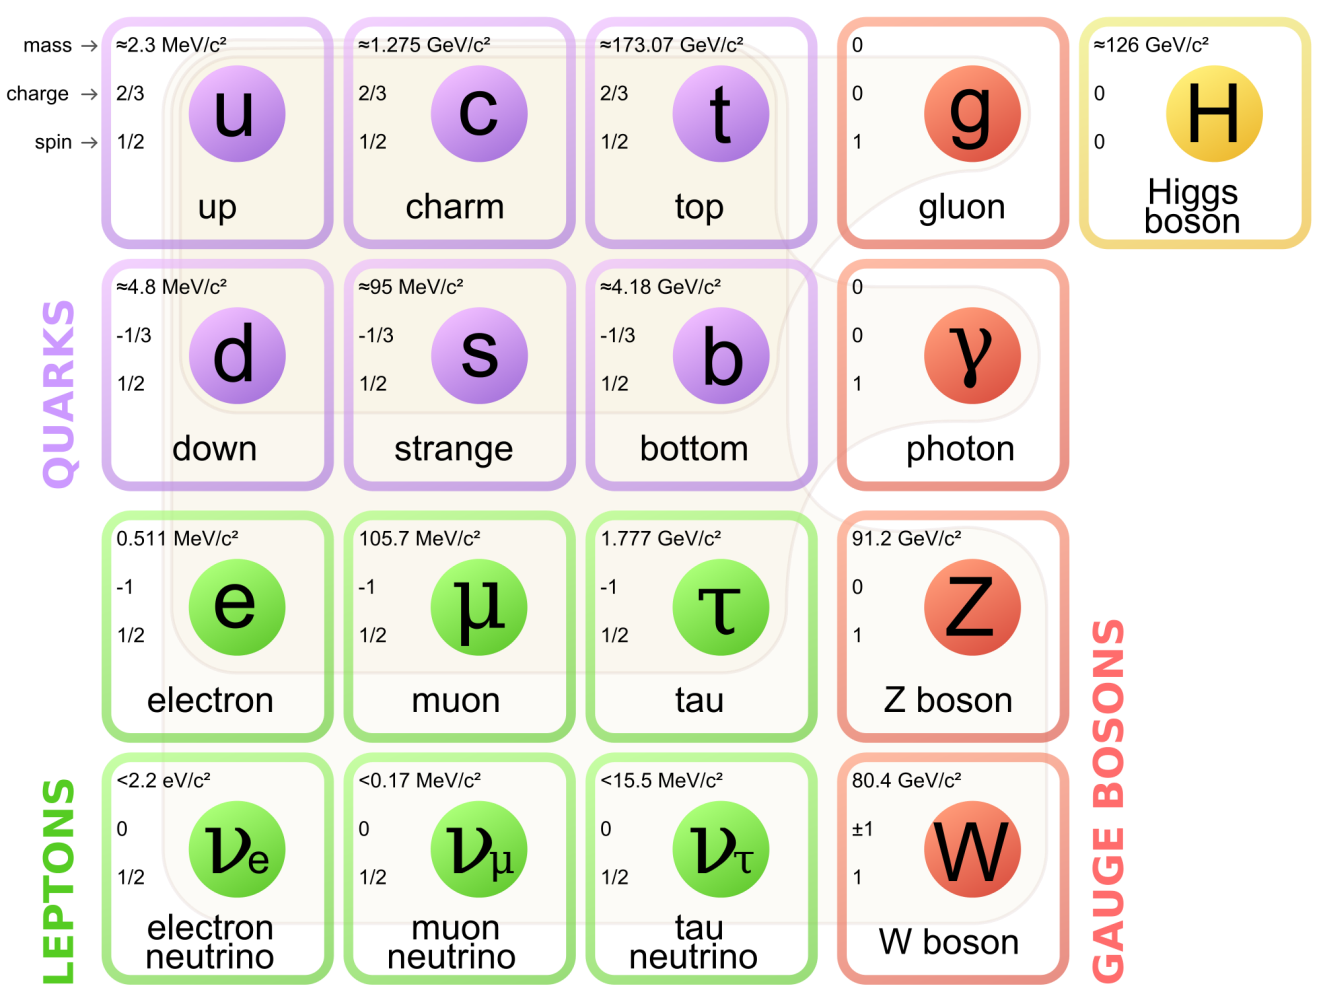 mass →
charge →
spin →
≈2.3 MeV/c²
2/3
1/2
u
up
≈1.275 GeV/c²
2/3
1/2
c
charm
≈173.07 GeV/c²
2/3
1/2
t
top
0
0
1
g
gluon
≈126 GeV/c²
0
0
H
Higgs
boson
QUARKS
≈4.8 MeV/c²
-1/3
1/2
d
down
≈95 MeV/c²
-1/3
1/2
s
strange
≈4.18 GeV/c²
-1/3
1/2
b
bottom
0
0
1
γ
photon
0.511 MeV/c²
-1
1/2
e
electron
105.7 MeV/c²
-1
1/2
μ
muon
1.777 GeV/c²
-1
1/2
τ
tau
91.2 GeV/c²
0
1
Z
Z boson
LEPTONS
<2.2 eV/c²
0
1/2
νe
electron
neutrino
<0.17 MeV/c²
0
1/2
νμ
muon
neutrino
<15.5 MeV/c²
0
1/2
ντ
tau
neutrino
80.4 GeV/c²
±1
1
W
W boson
GAUGE BOSONS